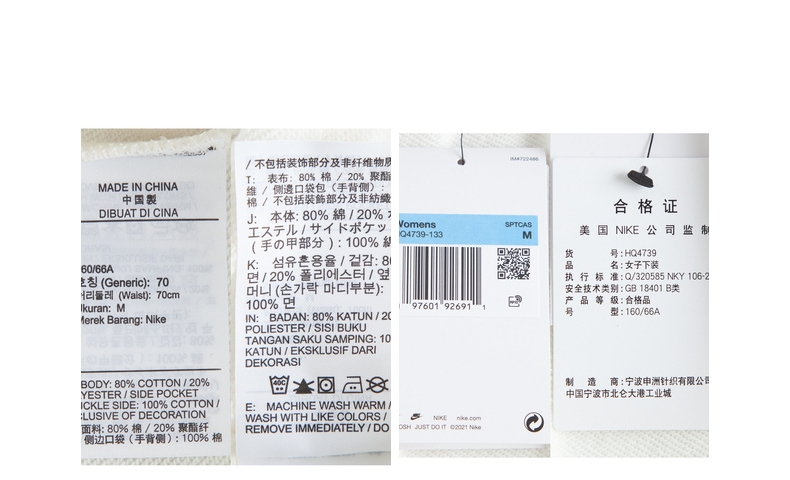 MADE IN CHINA
中国製
DIBUAT DI CINA
160/66A
호칭 (Generic): 70
허리둘레 (Waist): 70cm
Ukuran: M
Merek Barang: Nike
BODY: 80% COTTON / 20%
YESTER / SIDE POCKET
CKLE SIDE: 100% COTTON /
LUSIVE OF DECORATION
面料: 80% 棉 / 20% 聚酯纤
侧边口袋 (手背侧) : 100% 棉
/ 不包括装饰部分及非纤维物质
T: 表布: 80% 棉 / 20% 聚酯
維 / 側邊口袋包 (手背側) :
棉 / 不包括裝飾部分及非纖維
J: 本体: 80% 綿 / 20% ポ
エステル / サイドポケッ
(手の甲部分) : 100% 綿
K: 섬유혼용율 / 겉감: 80
면 / 20% 폴리에스터 / 옆
머니 (손가락 마디부분):
100% 면
IN: BADAN: 80% KATUN / 20
POLIESTER / SISI BUKU
TANGAN SAKU SAMPING: 10
KATUN / EKSKLUSIF DARI
DEKORASI
40C
E: MACHINE WASH WARM /
WASH WITH LIKE COLORS /
REMOVE IMMEDIATELY / DO
IM#722486
Womens
SPTCAS
HQ4739-133
M
97601 92691 1
NIKE nike.com
OSH JUST DO IT ©2021 Nike
合格证
美国 NIKE 公司监制
货 号:HQ4739
品 名:女子下装
执行标准:Q/320585 NKY 106-2
安全技术类别:GB 18401 B类
产品等级:合格品
号 型:160/66A
制 造 商:宁波申洲针织有限公司
中国宁波市北仑大港工业城